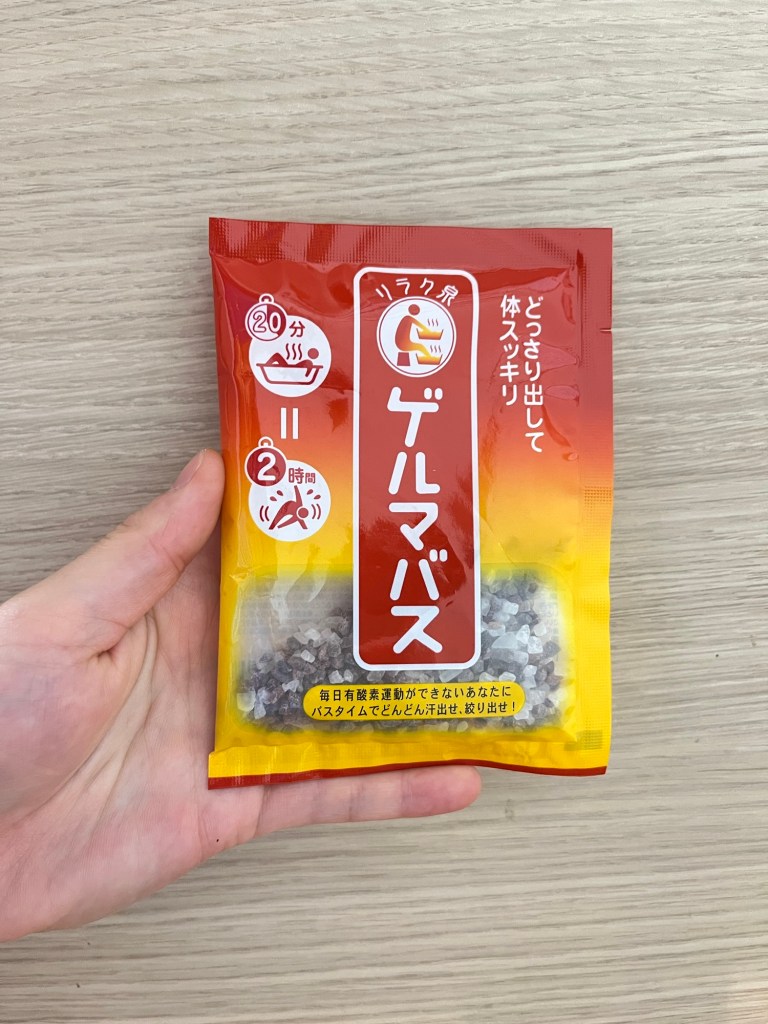 リラク泉
ゲルマバス
どっさり出して
体スッキリ
20分
=
2時間
毎日有酸素運動ができないあなたに
バスタイムでどんどん汗出せ、絞り出せ!